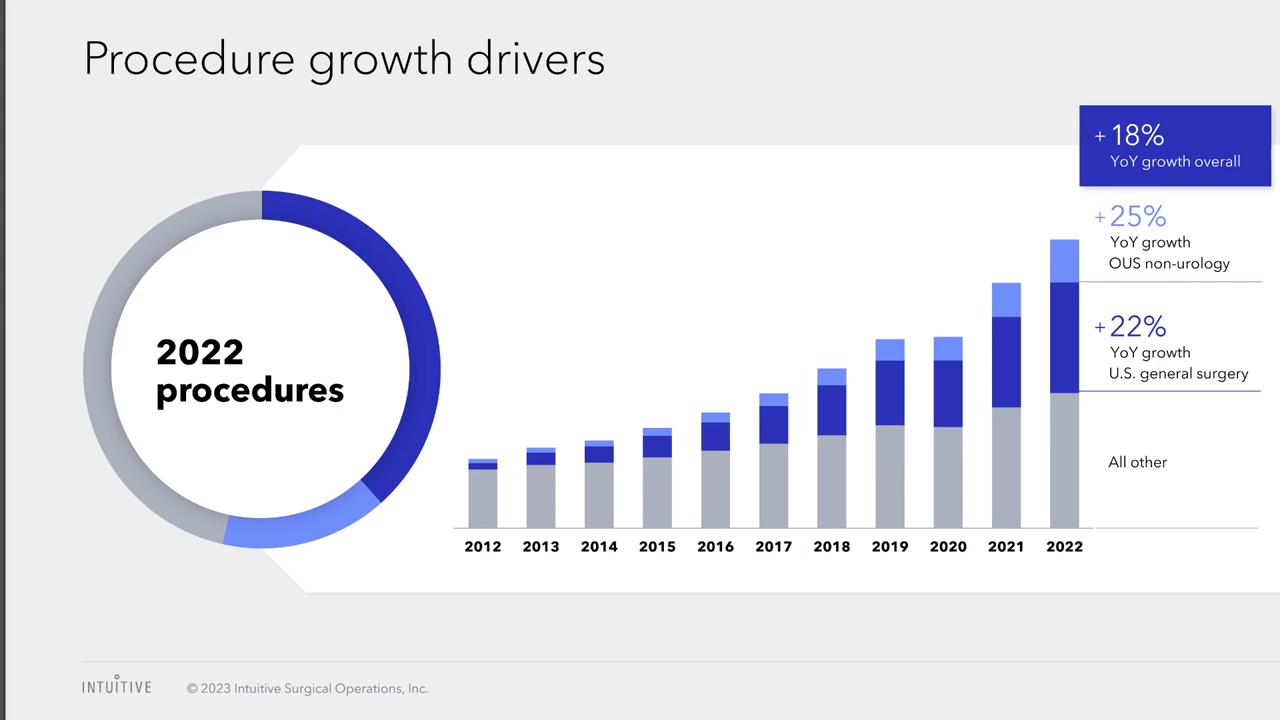 Procedure growth drivers
+ 18%
YoY growth overall
+ 25%
YoY growth
OUS non-urology
+ 22%
YoY growth
U.S. general surgery
All other
2022
procedures
2012 2013 2014 2015 2016 2017 2018 2019 2020 2021 2022
INTUITIVE © 2023 Intuitive Surgical Operations, Inc.